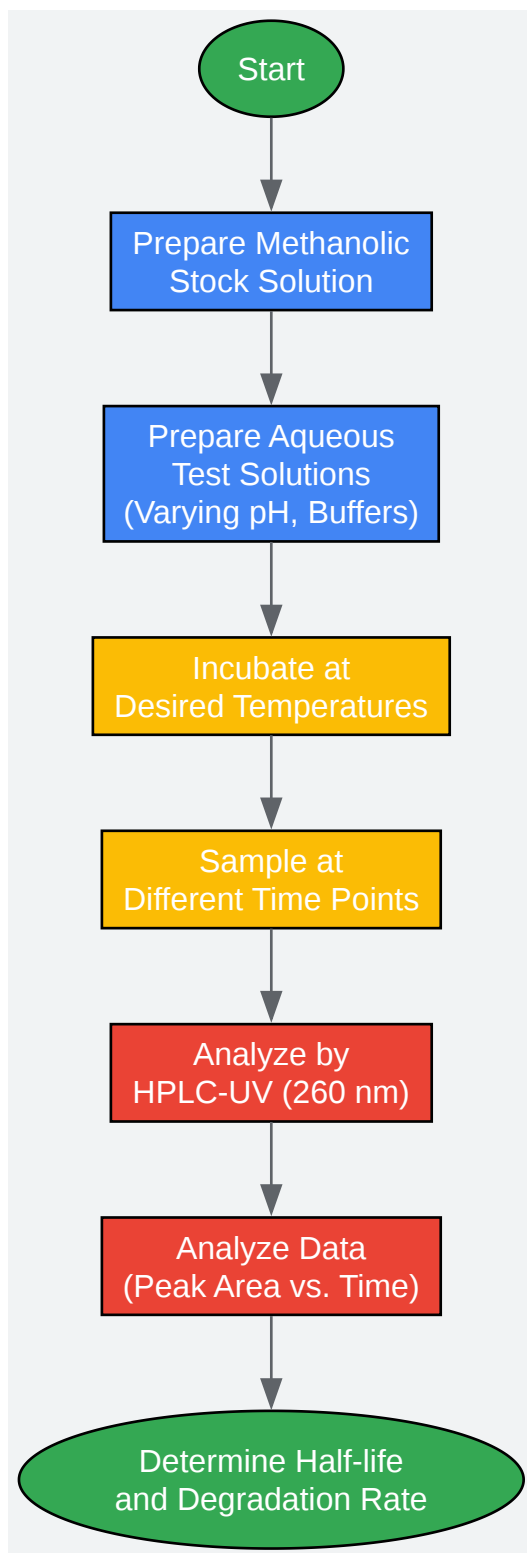 Start
Prepare Methanolic
Stock Solution
Prepare Aqueous
Test Solutions
(Varying pH, Buffers)
Incubate at
Desired Temperatures
Sample at
Different Time Points
Analyze by
HPLC-UV (260 nm)
Analyze Data
(Peak Area vs. Time)
Determine Half-life
and Degradation Rate